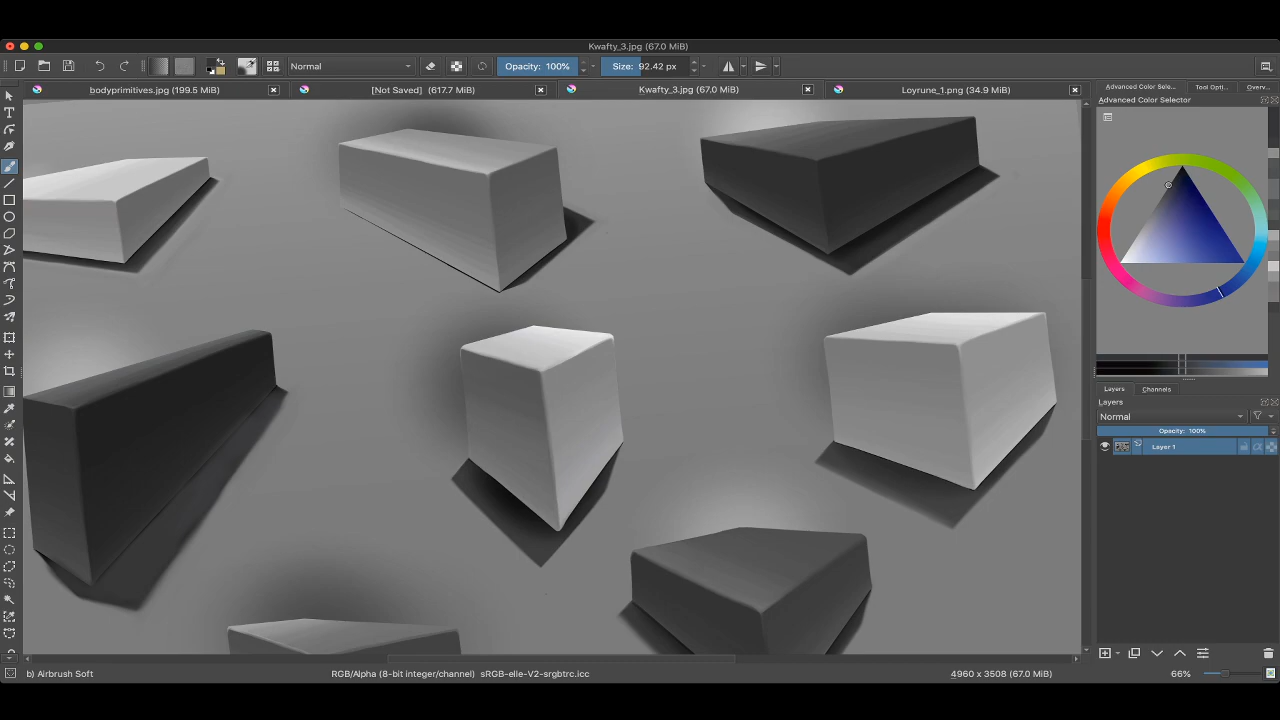 Kwafty_3.jpg (67.0 MiB)
Normal
Opacity: 100%
Size: 92.42 px
bodyprimitives.jpg (199.5 MiB)
[Not Saved] (617.7 MiB)
Kwafty_3.jpg (67.0 MiB)
Loyrune_1.png (34.9 MiB)
Advanced Color Sele...
Tool Opti...
Overv...
Advanced Color Selector
Layers
Channels
Layers
Normal
Opacity: 100%
Layer 1
b) Airbrush Soft
RGB/Alpha (8-bit integer/channel) sRGB-elle-V2-srgbtrc.icc
4960 x 3508 (67.0 MiB)
66%